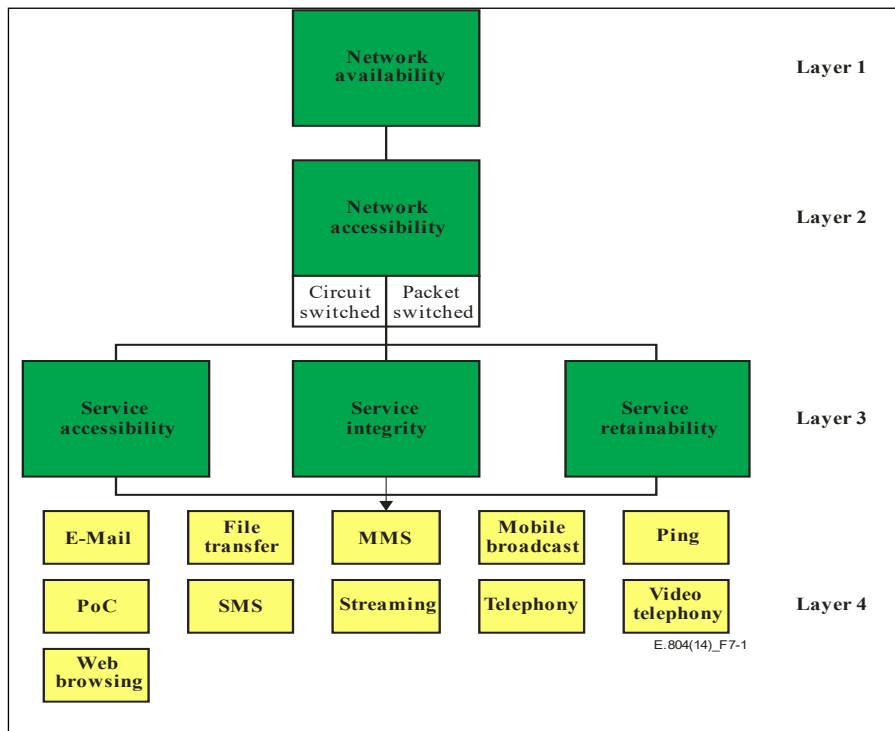 Network
availability
Layer 1
Network
accessibility
Layer 2
Circuit
switched
Packet
switched
Service
accessibility
Service
integrity
Service
retainability
Layer 3
E-Mail
File
transfer
MMS
Mobile
broadcast
Ping
PoC
SMS
Streaming
Telephony
Video
telephony
Layer 4
E.804(14)_F7-1
Web
browsing